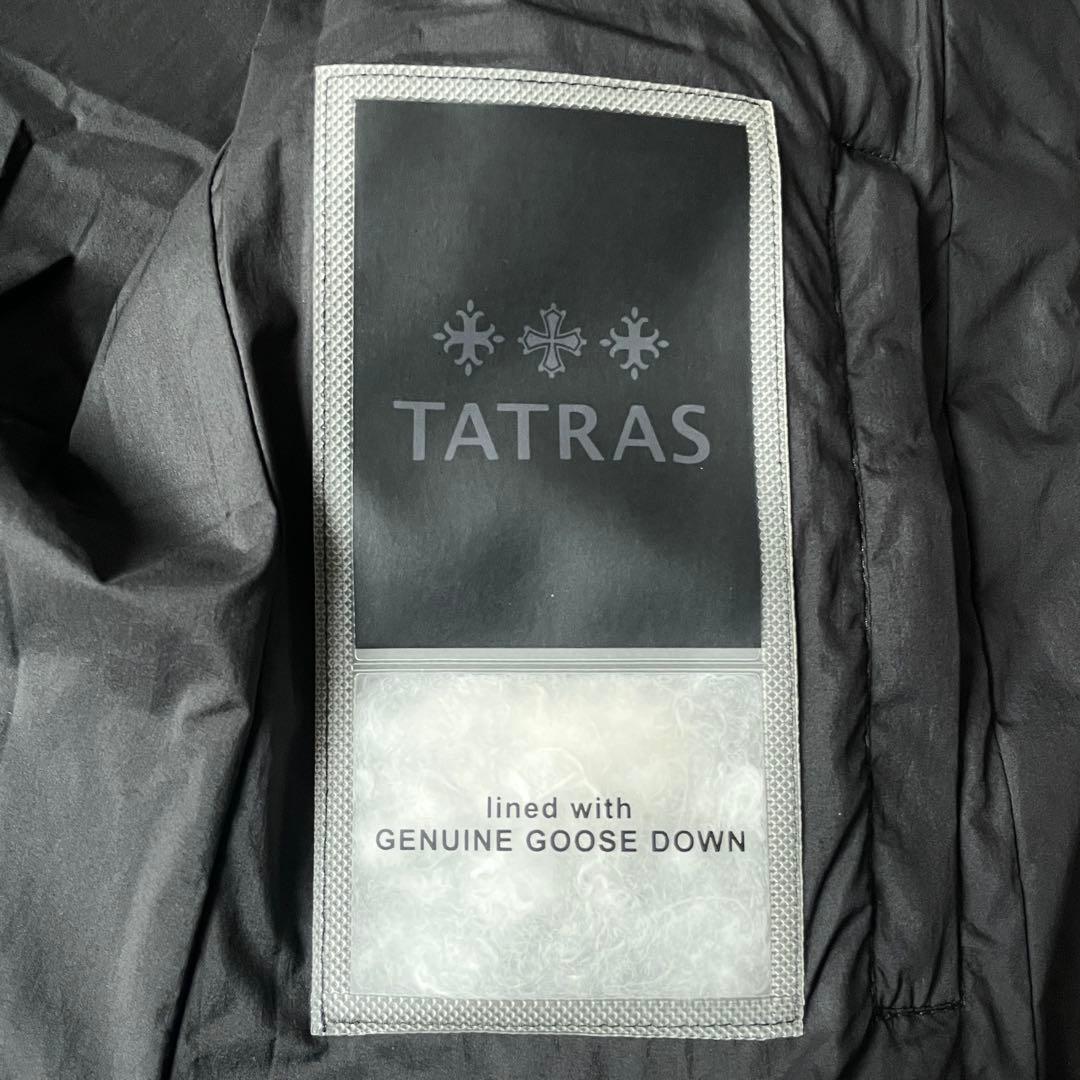 TATRAS
lined with
GENUINE GOOSE DOWN